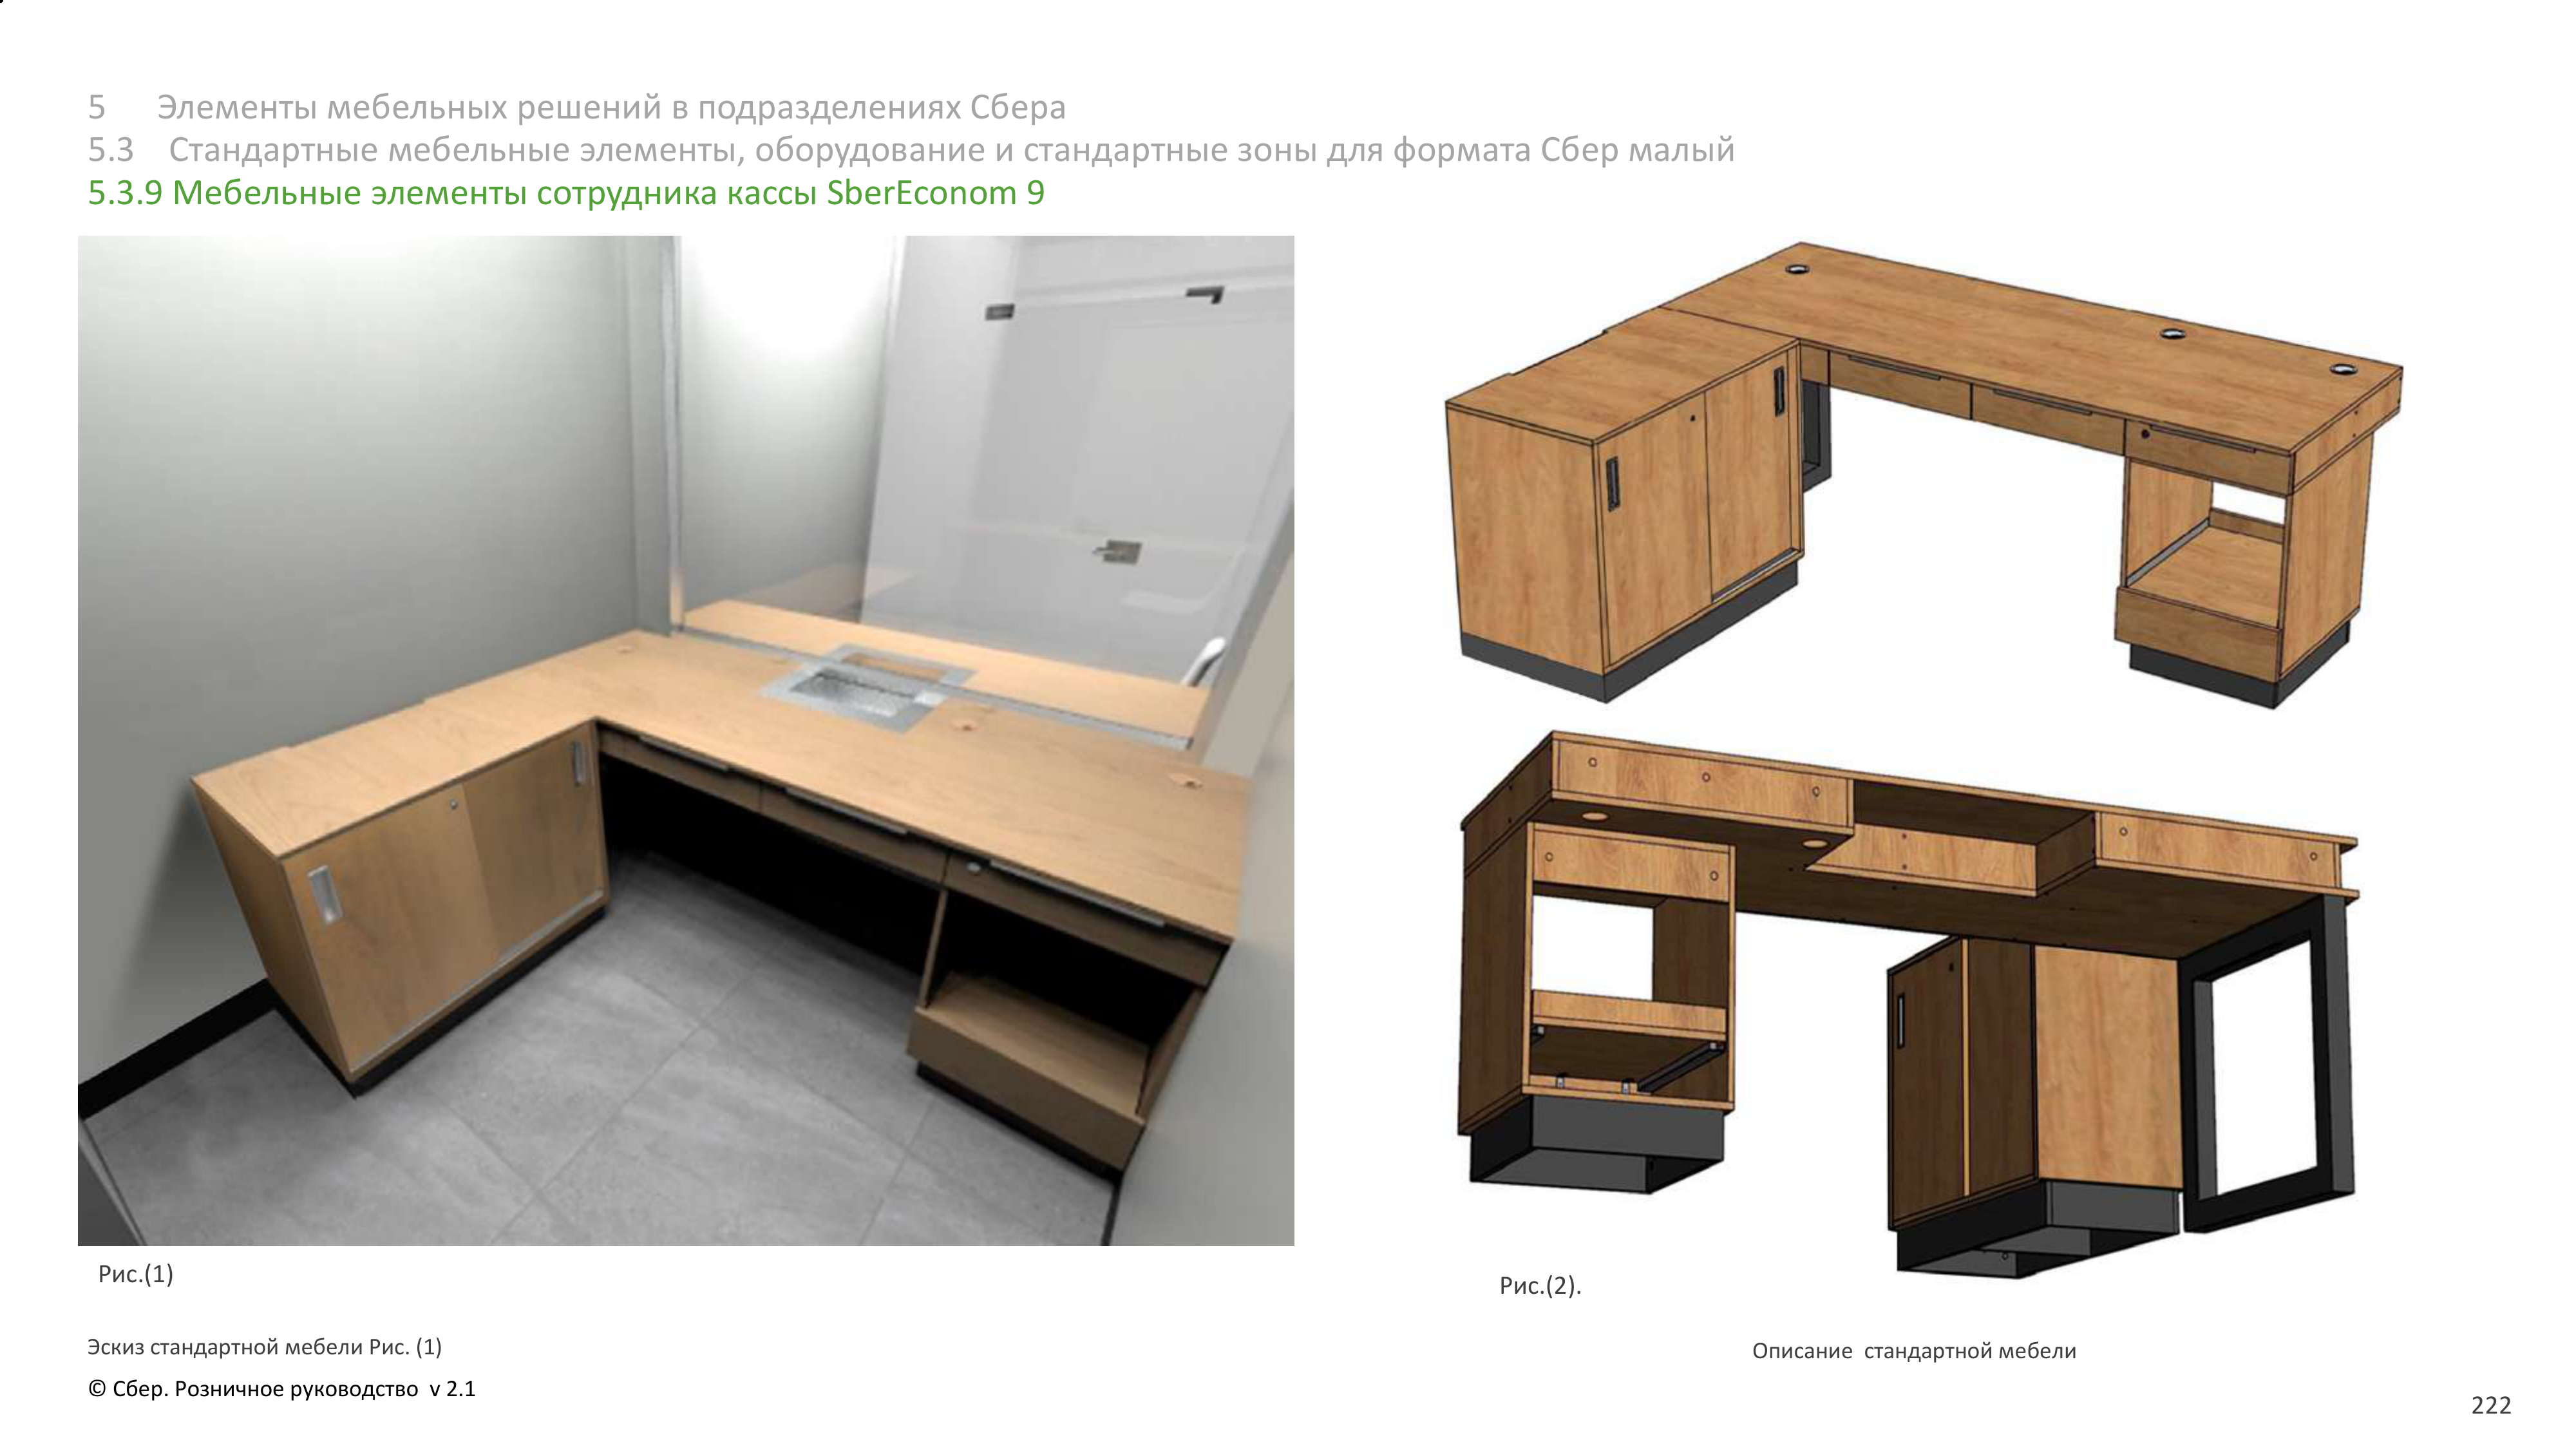 5 Элементы мебельных решений в подразделениях Сбера
5.3 Стандартные мебельные элементы, оборудование и стандартные зоны для формата Сбер малый
5.3.9 Мебельные элементы сотрудника кассы SberEconom 9
Рис.(1)
Рис.(2).
Эскиз стандартной мебели Рис. (1)
Описание стандартной мебели
© Сбер. Розничное руководство v 2.1
222